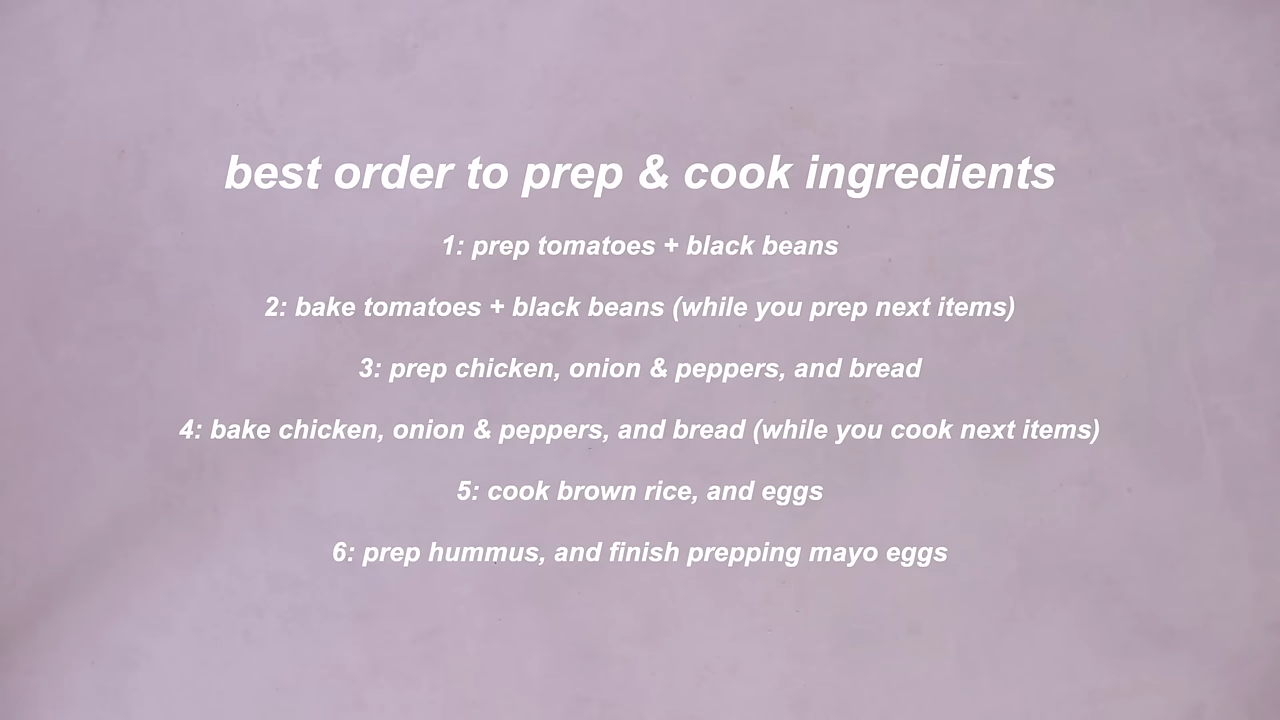 best order to prep & cook ingredients
1: prep tomatoes + black beans
2: bake tomatoes + black beans (while you prep next items)
3: prep chicken, onion & peppers, and bread
4: bake chicken, onion & peppers, and bread (while you cook next items)
5: cook brown rice, and eggs
6: prep hummus, and finish prepping mayo eggs